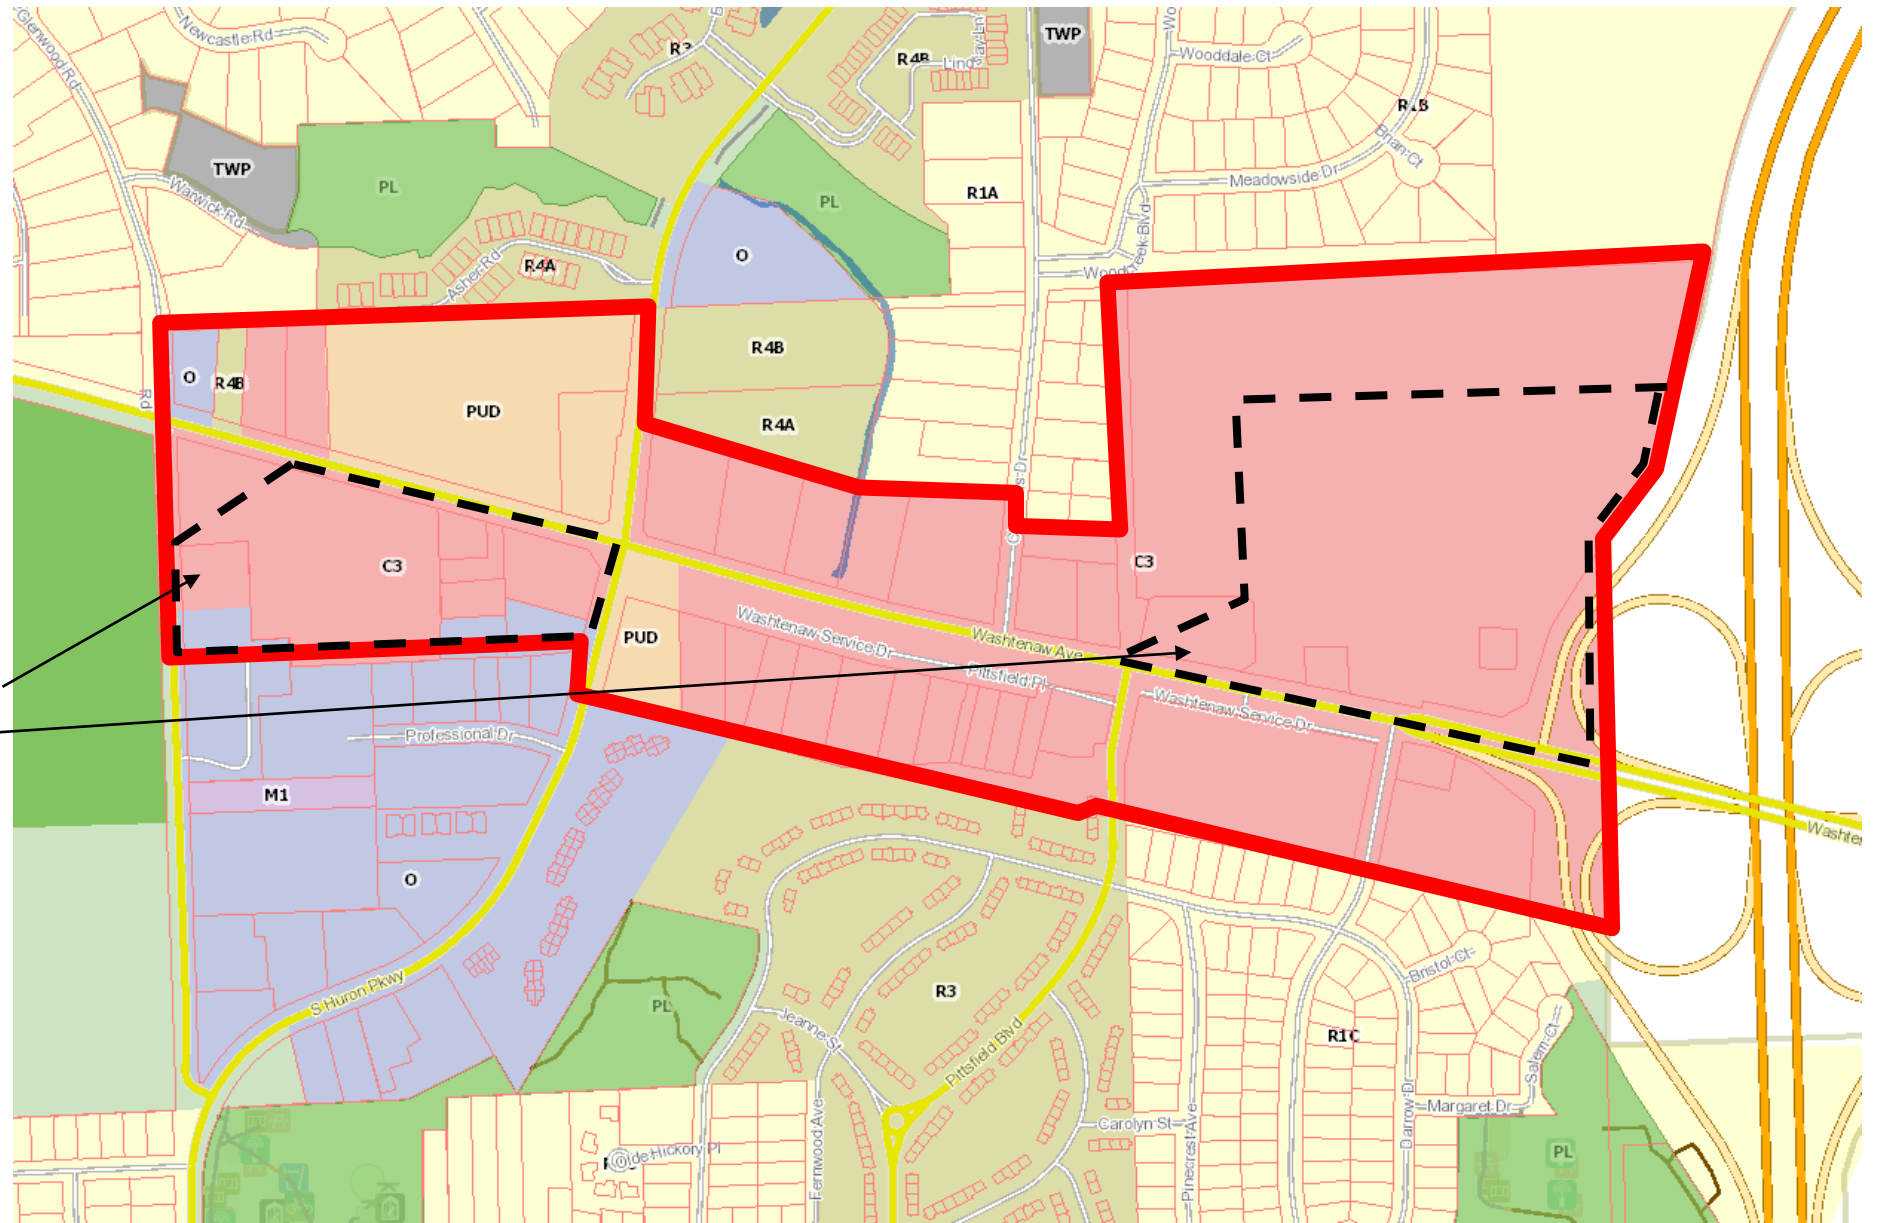 Newcastle Rd
Glenwood Rd
R3
R4B
TWP
Wooddale Ct
R1B
Brian Ct
TWP
PL
Warwick Rd
PL
R1A
Meadowside Dr
O
R4A
Asher Rd
R4B
O
R4B
Rd
PUD
R4A
C3
C3
PUD
Washtenaw Service Dr
Washtenaw Ave
Pittsfield Pl
Washtenaw Service Dr
Professional Dr
M1
Washte
O
S Huron Pkwy
PL
R3
Jeanne St
Pittsfield Blvd
Bristol Ct
R1C
Salem Ct
Darrow Dr
Margaret Dr
Carolyn St
Pinecrest Ave
Fernwood Ave
Hickory Pl
PL